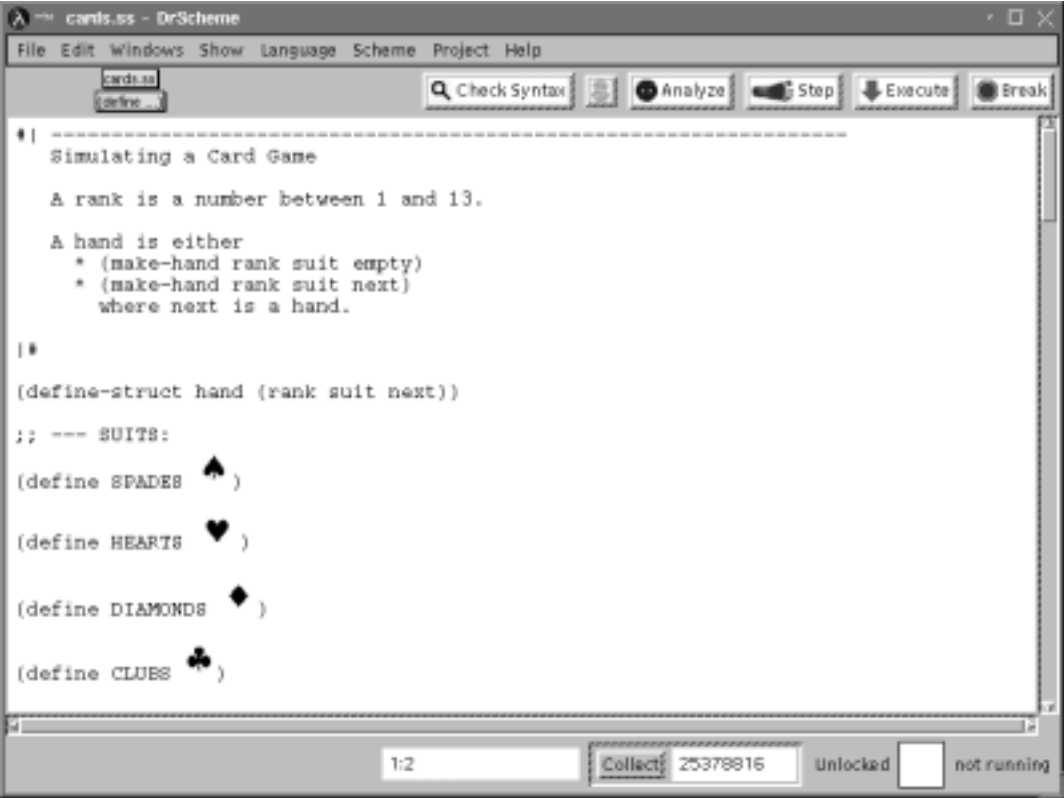 cards.ss - DrScheme
File Edit Windows Show Language Scheme Project Help
cards.ss
(define ...)
Check Syntax Analyze Step Execute Break
#| ------------------------------------------------------------------
Simulating a Card Game
A rank is a number between 1 and 13.
A hand is either
* (make-hand rank suit empty)
* (make-hand rank suit next)
where next is a hand.
|#
(define-struct hand (rank suit next))
;; --- SUITS:
(define SPADES ♠ )
(define HEARTS ♥ )
(define DIAMONDS ♦ )
(define CLUBS ♣ )
1:2 Collect 25378816 Unlocked not running